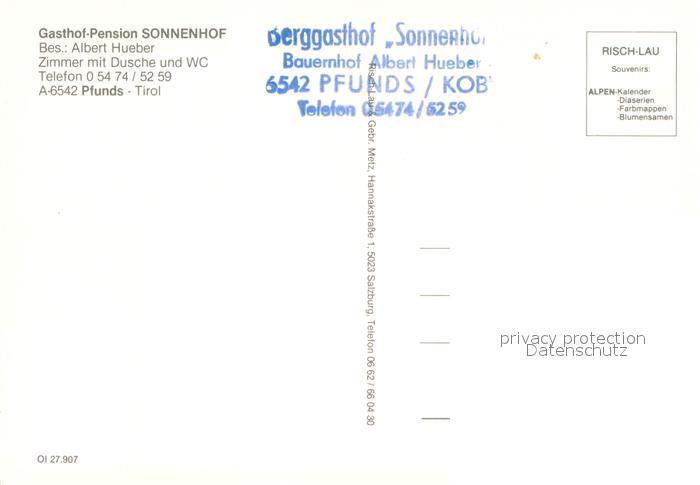 Gasthof-Pension SONNENHOF
Bes.: Albert Hueber
Zimmer mit Dusche und WC
Telefon 0 54 74 / 52 59
A-6542 Pfunds - Tirol
Berggasthof „Sonnenhof
Bauernhof Albert Hueber
6542 PFUNDS / KOB
Telefon 05474/5259
RISCH-LAU
Souvenirs:
ALPEN-Kalender
-Diaserien
-Farbmappen
-Blumensamen
Risch-Lau & Gebr. Metz, Hannakstraße 1, 5023 Salzburg, Telefon 06 62 / 66 04 30
privacy protection
Datenschutz
OI 27.907